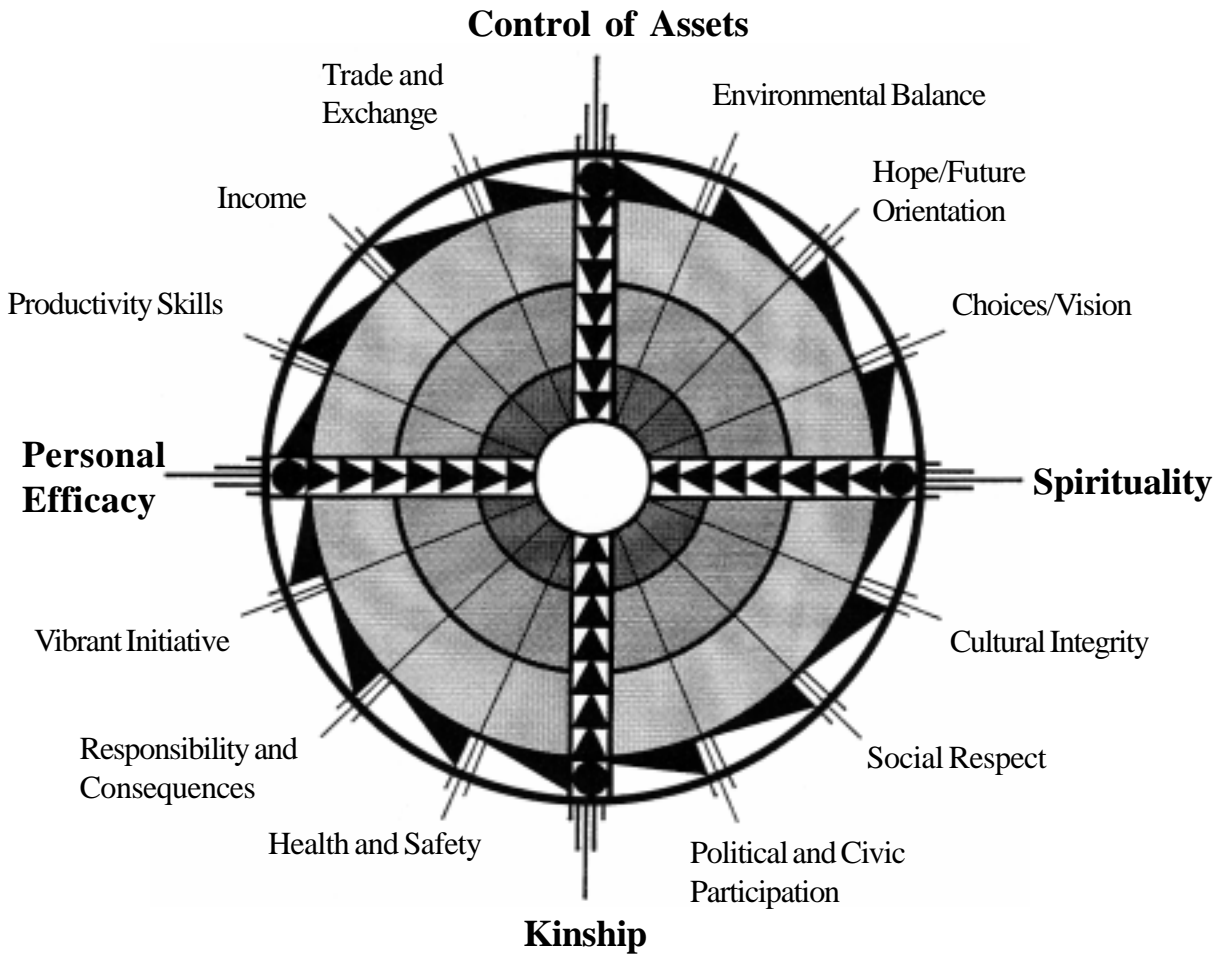 Control of Assets
Trade and
Exchange
Environmental Balance
Hope/Future
Orientation
Income
Choices/Vision
Productivity Skills
Personal
Efficacy
Spirituality
Vibrant Initiative
Cultural Integrity
Responsibility and
Consequences
Social Respect
Health and Safety
Political and Civic
Participation
Kinship